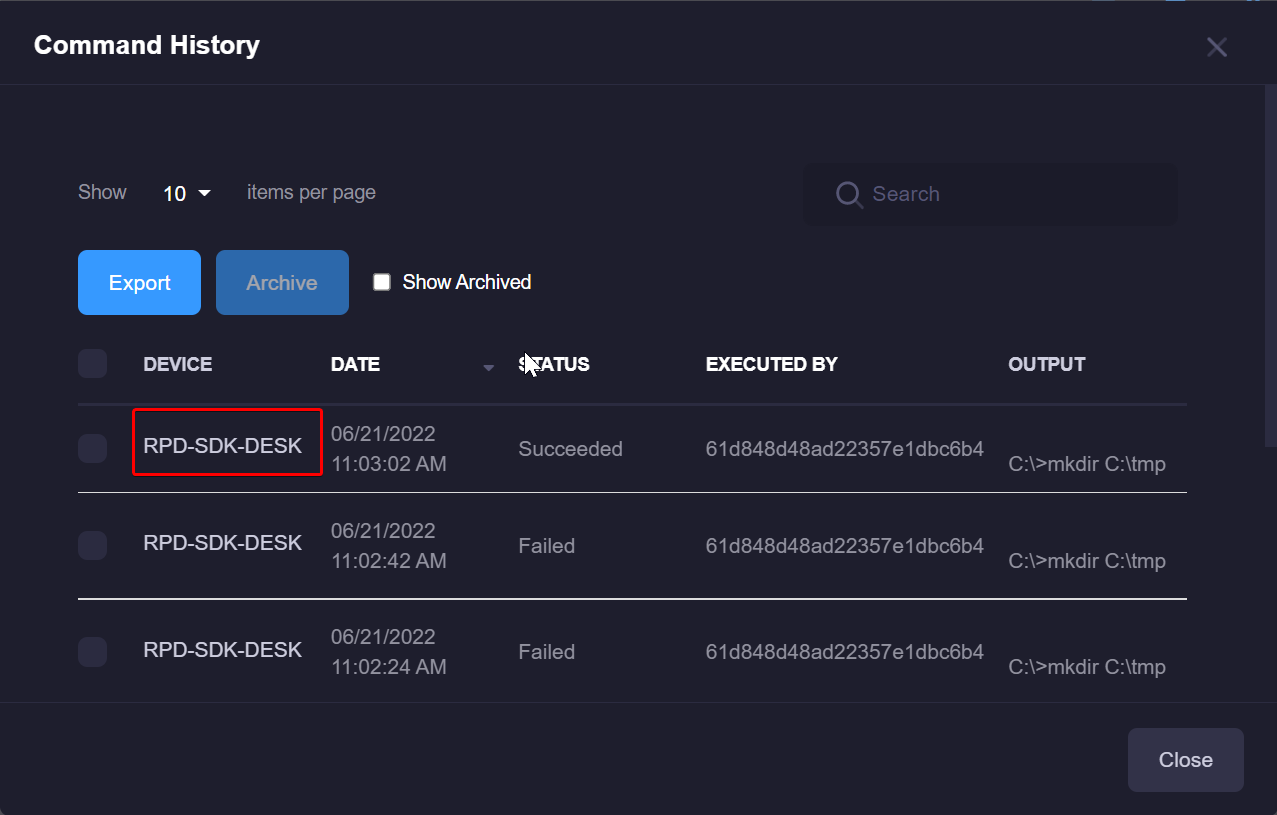 Command History
Show 10 items per page
Search
Export Archive Show Archived
DEVICE DATE STATUS EXECUTED BY OUTPUT
RPD-SDK-DESK 06/21/2022 11:03:02 AM Succeeded 61d848d48ad22357e1dbc6b4 C:\>mkdir C:\tmp
RPD-SDK-DESK 06/21/2022 11:02:42 AM Failed 61d848d48ad22357e1dbc6b4 C:\>mkdir C:\tmp
RPD-SDK-DESK 06/21/2022 11:02:24 AM Failed 61d848d48ad22357e1dbc6b4 C:\>mkdir C:\tmp
Close